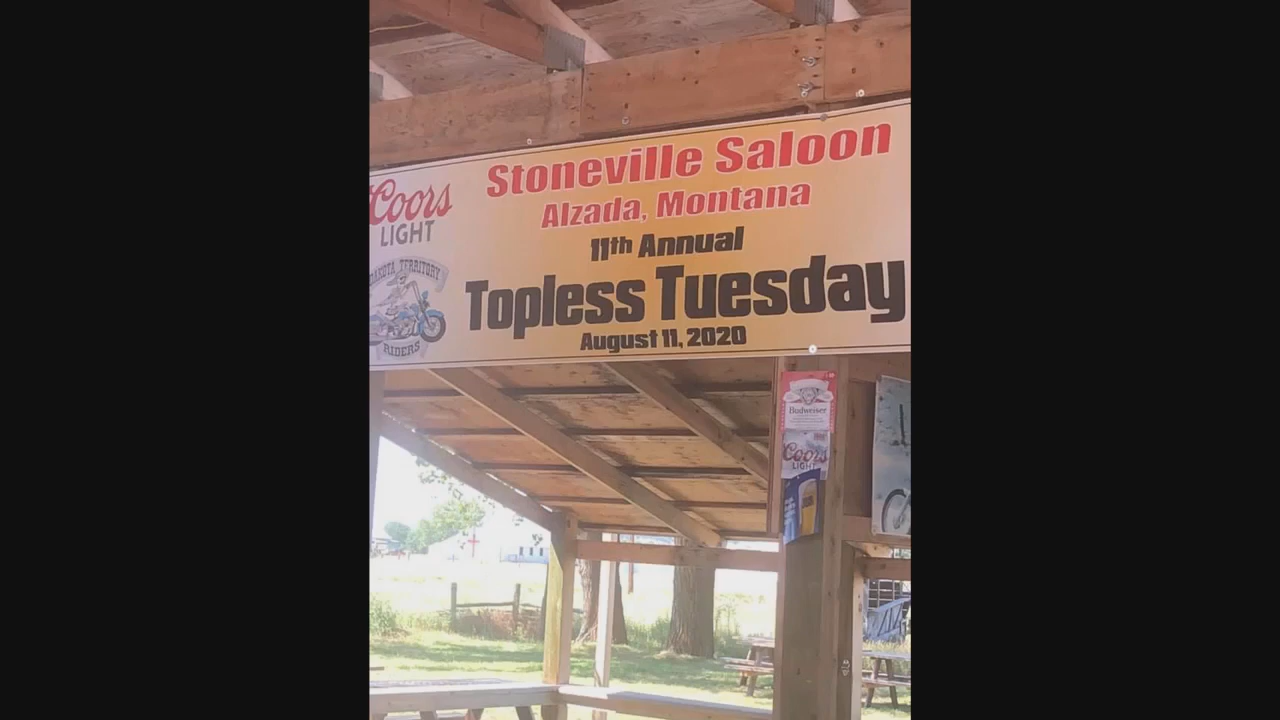 Stoneville Saloon
Alzada, Montana
11th Annual
Topless Tuesday
August 11, 2020
Coors
LIGHT
DAKOTA TERRITORY
RIDERS
Budweiser
Coors
LIGHT